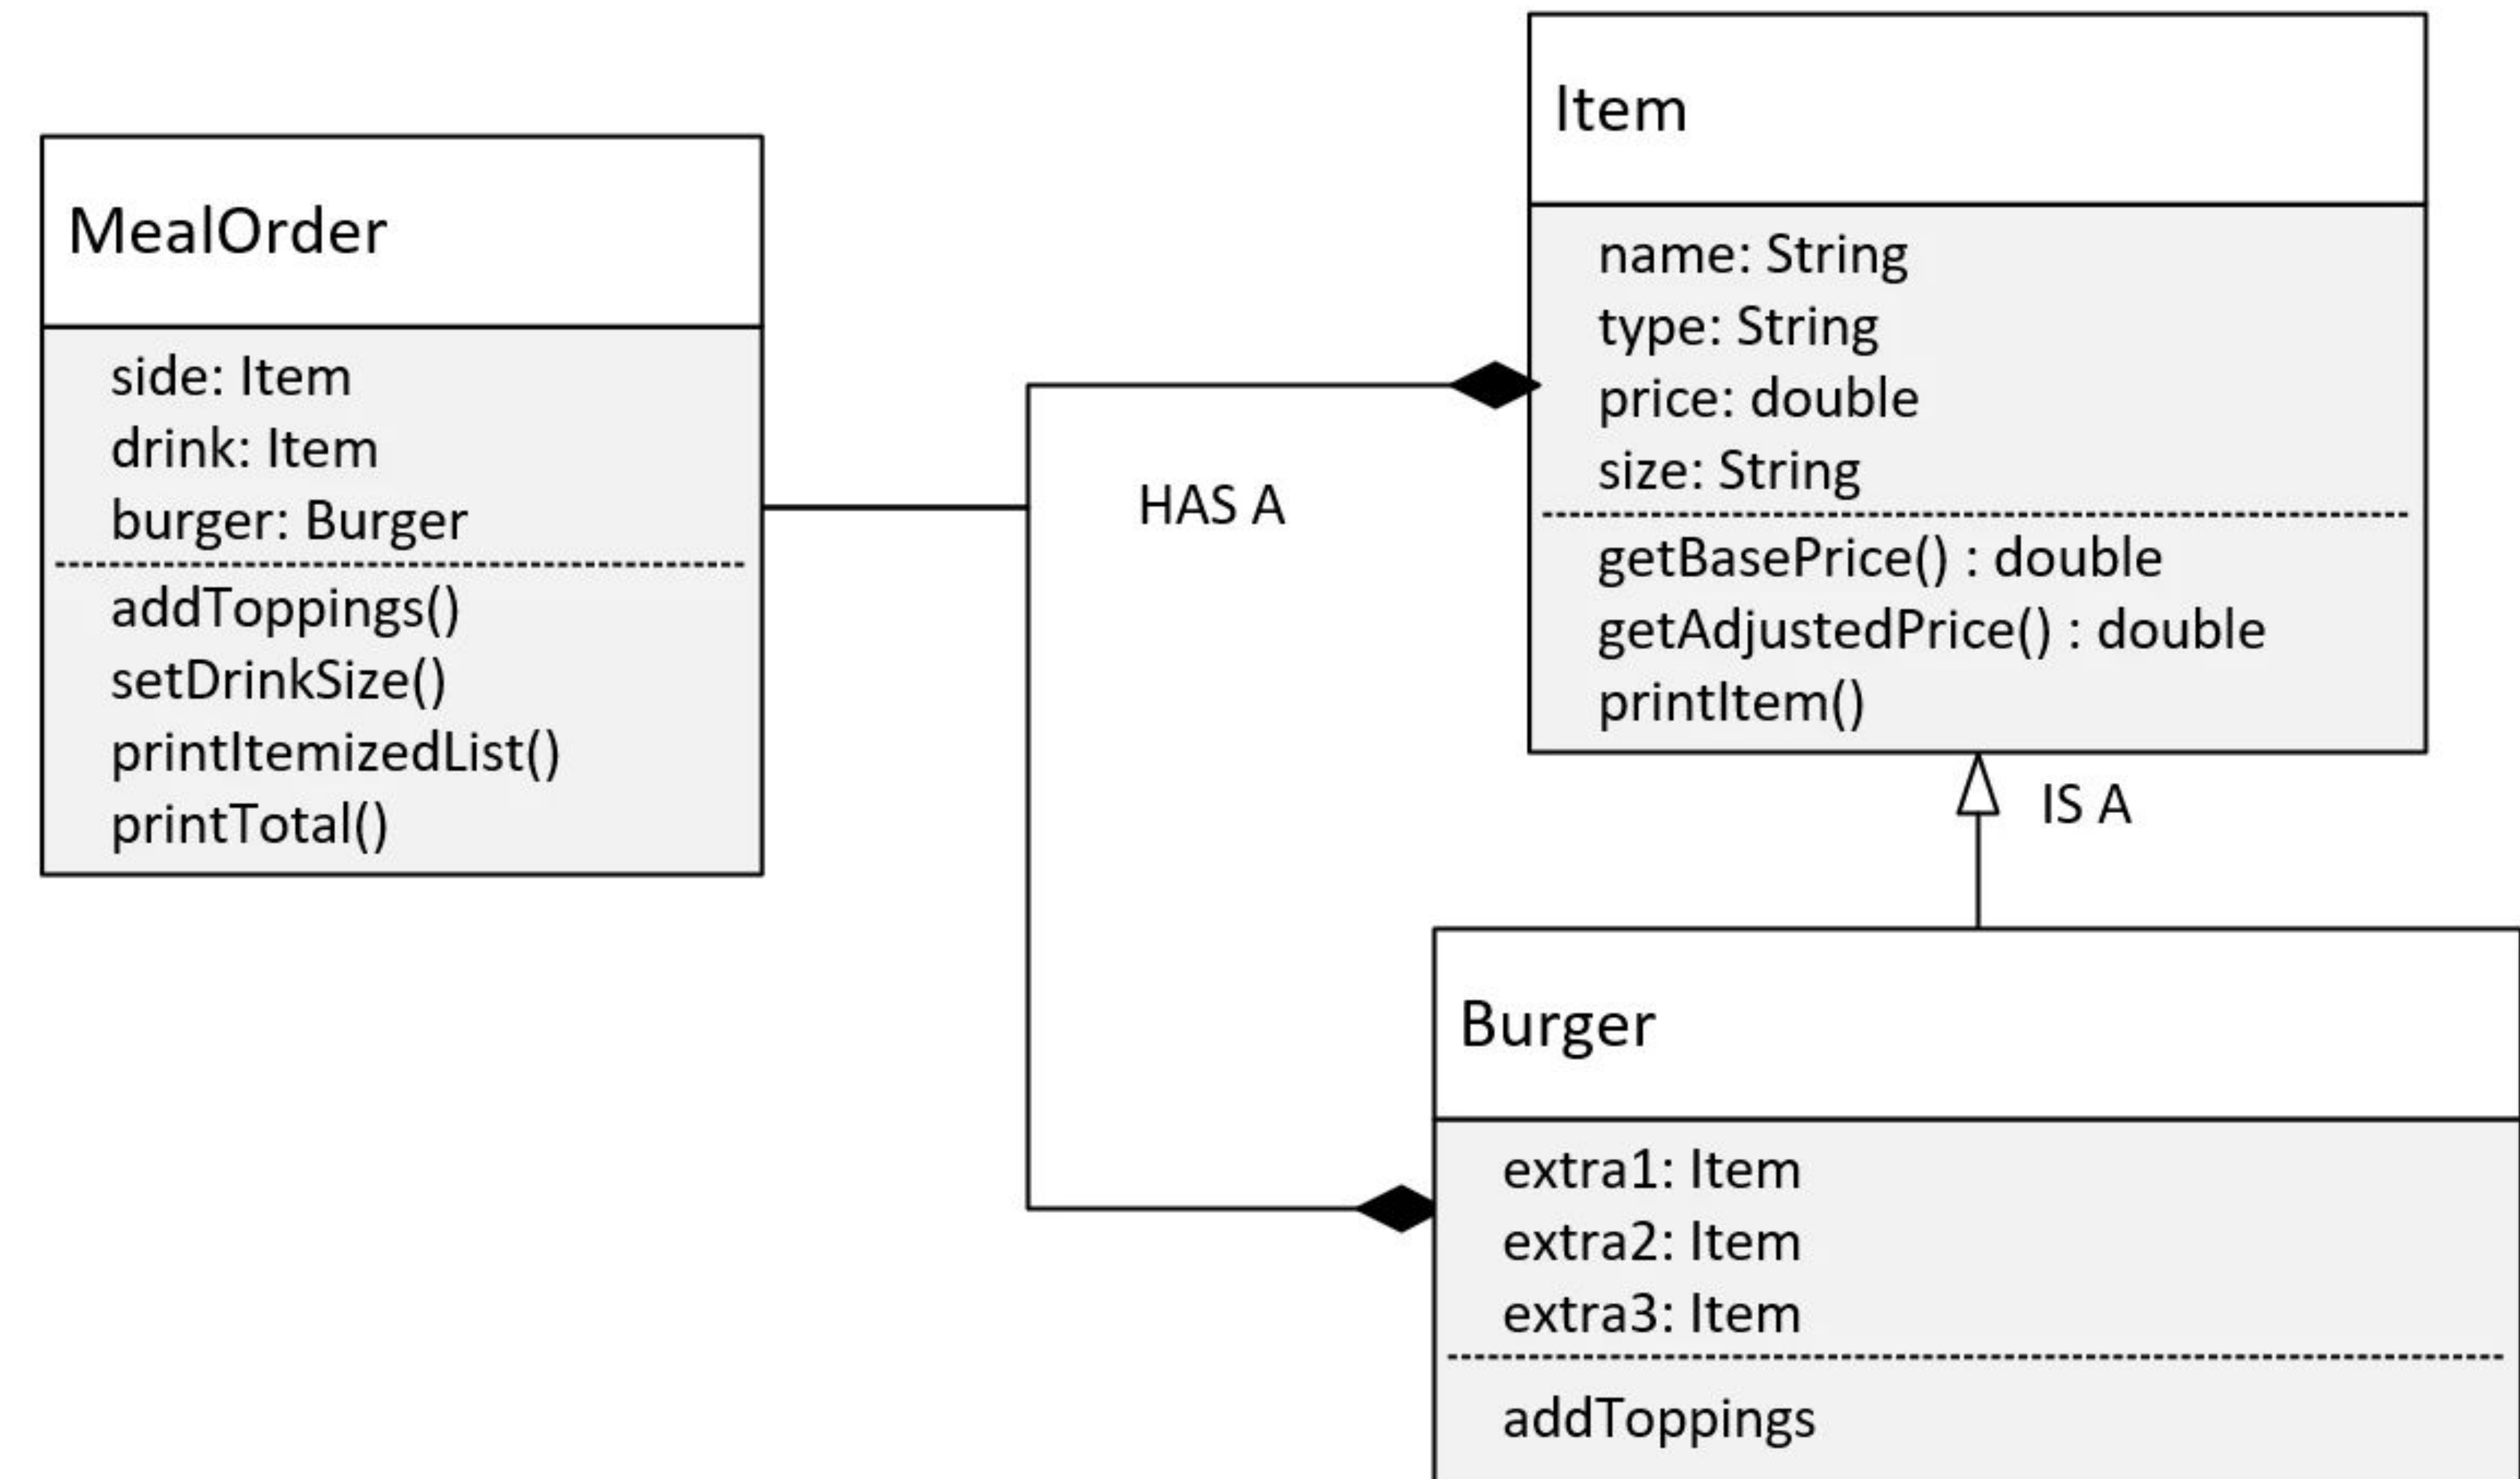 MealOrder
side: Item
drink: Item
burger: Burger
addToppings()
setDrinkSize()
printItemizedList()
printTotal()
HAS A
Item
name: String
type: String
price: double
size: String
getBasePrice() : double
getAdjustedPrice() : double
printItem()
IS A
Burger
extra1: Item
extra2: Item
extra3: Item
addToppings